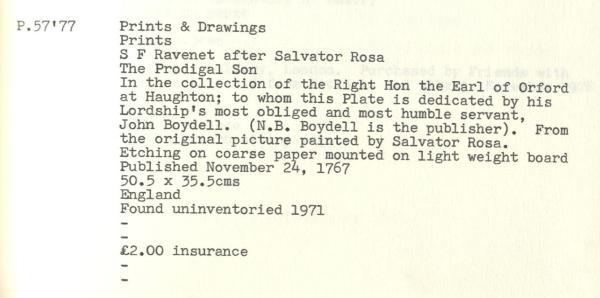 P.57'77 Prints & Drawings
Prints
S F Ravenet after Salvator Rosa
The Prodigal Son
In the collection of the Right Hon the Earl of Orford
at Haughton; to whom this Plate is dedicated by his
Lordship's most obliged and most humble servant,
John Boydell. (N.B. Boydell is the publisher). From
the original picture painted by Salvator Rosa.
Etching on coarse paper mounted on light weight board
Published November 24, 1767
50.5 x 35.5cms
England
Found uninventoried 1971
-
-
£2.00 insurance
-
-